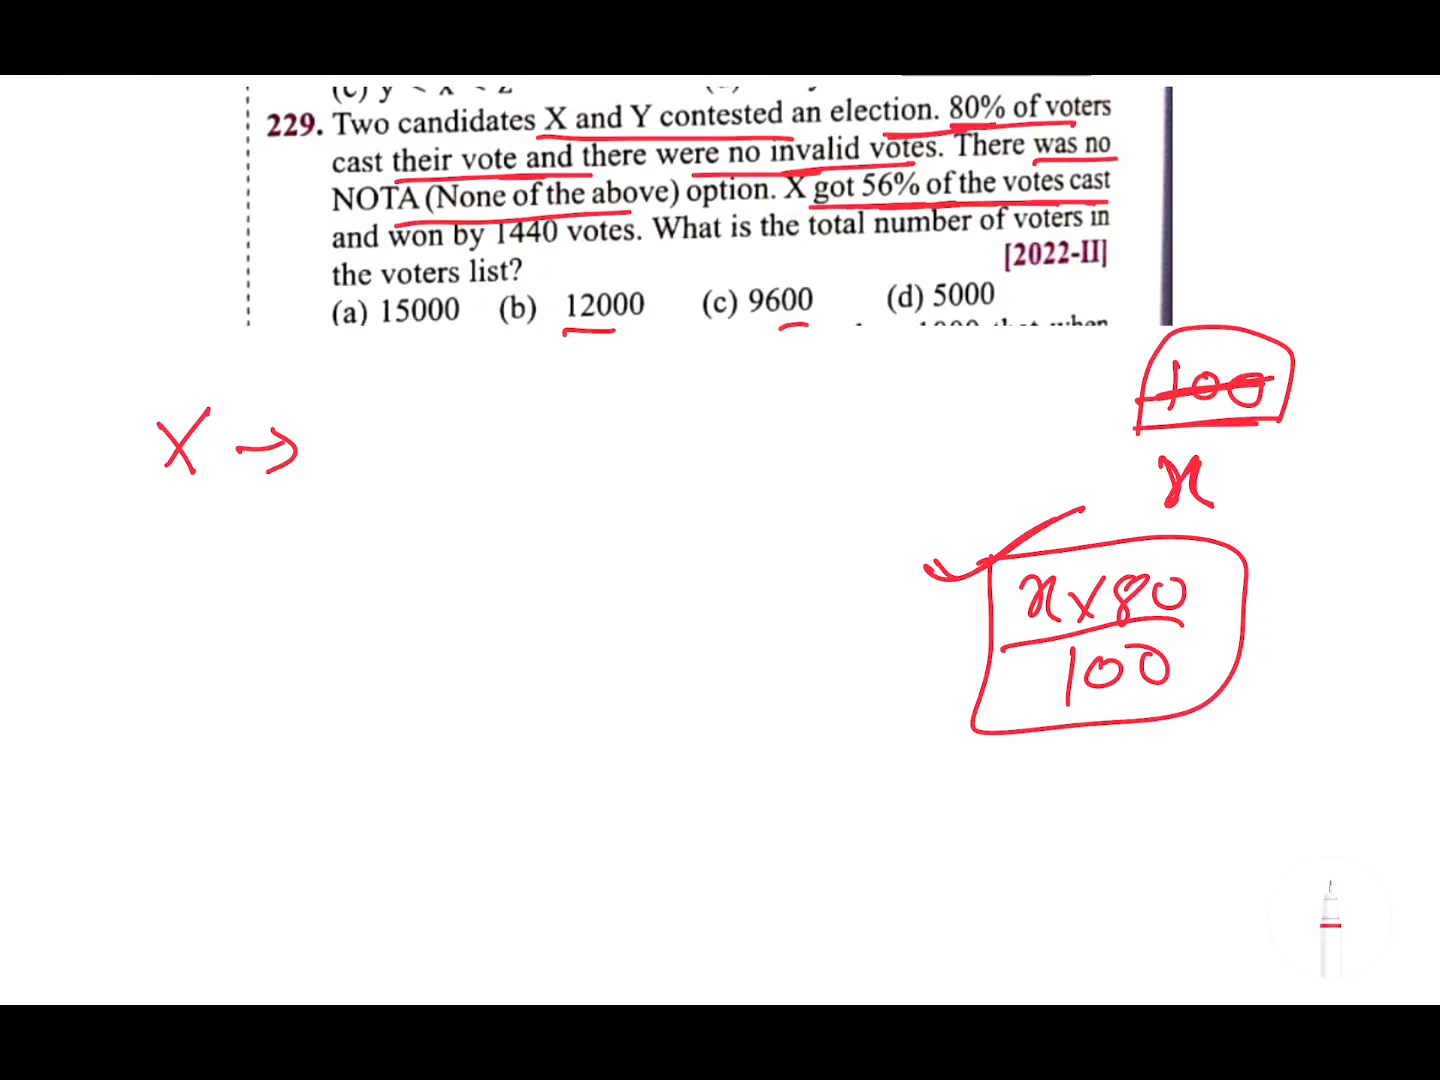 (c) y < x < z
229. Two candidates X and Y contested an election. 80% of voters
cast their vote and there were no invalid votes. There was no
NOTA (None of the above) option. X got 56% of the votes cast
and won by 1440 votes. What is the total number of voters in
the voters list? [2022-II]
(a) 15000 (b) 12000 (c) 9600 (d) 5000
1000 that when
100
X →
x
x × 80
100